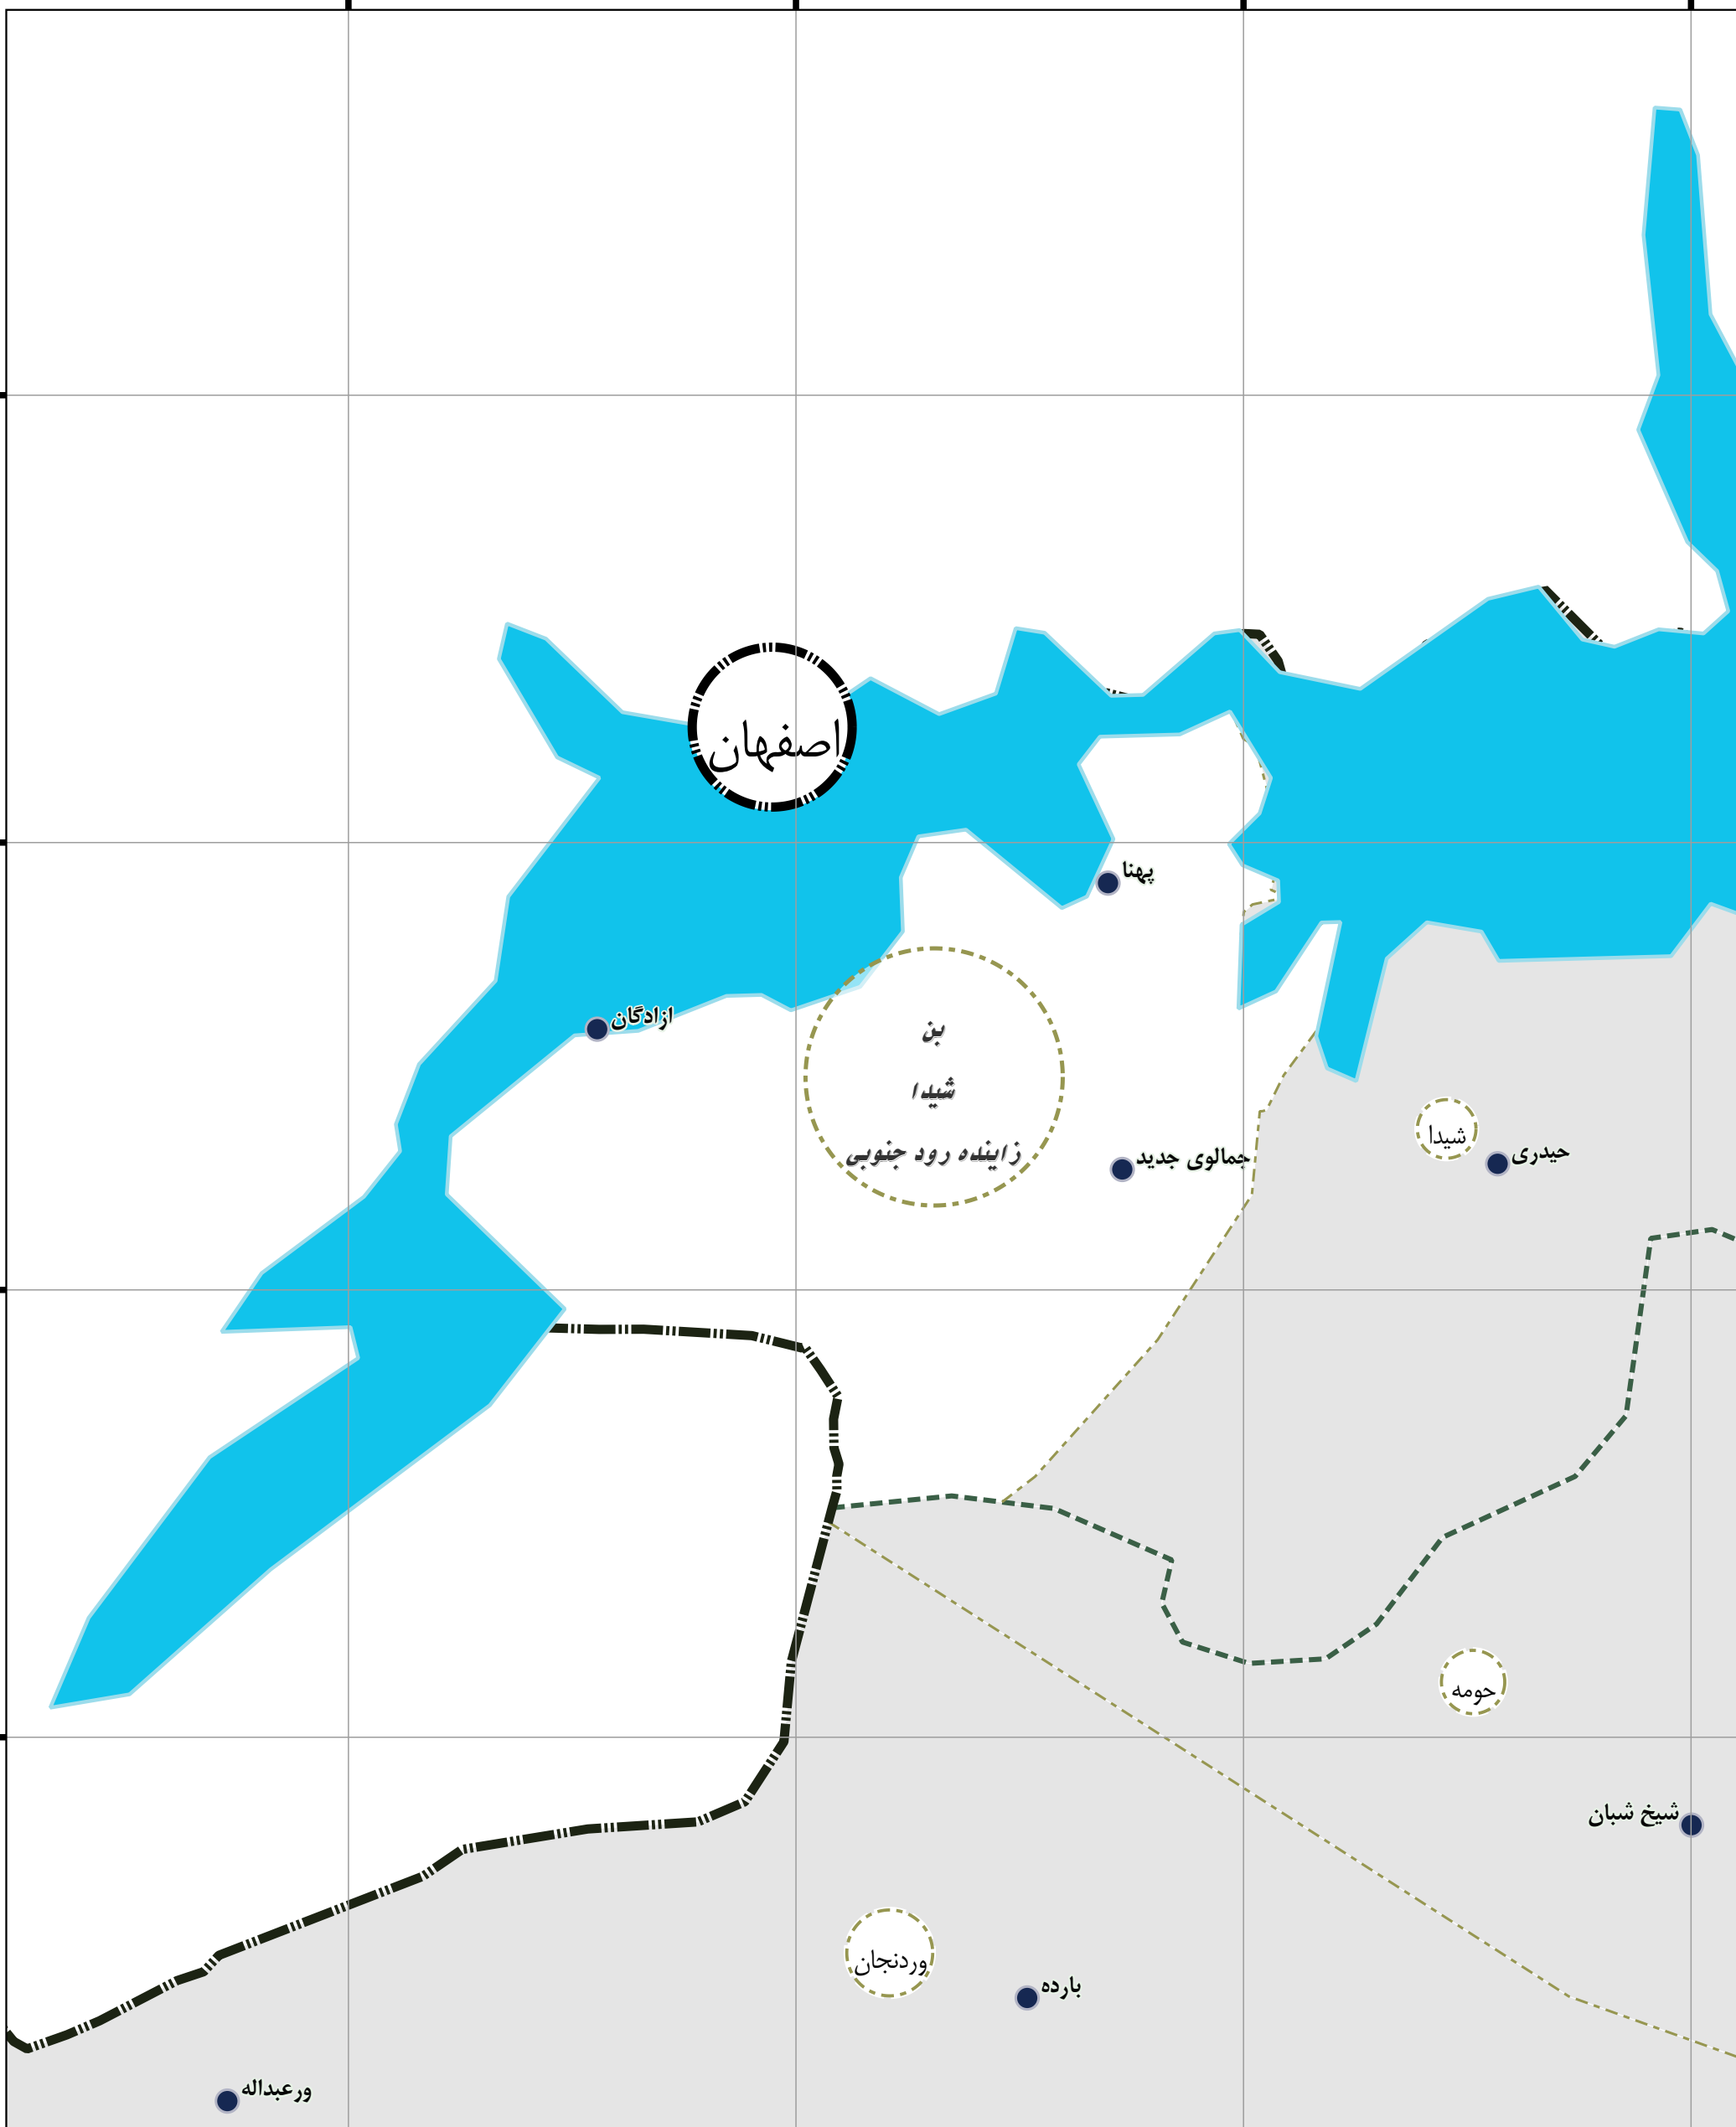 اصفهان
پهنا
ازادگان
بن
شیدا
زاینده رود جنوبی
جمالوی جدید
شیدا
حیدری
حومه
شیخ شبان
وردنجان
بارده
ورعبداله